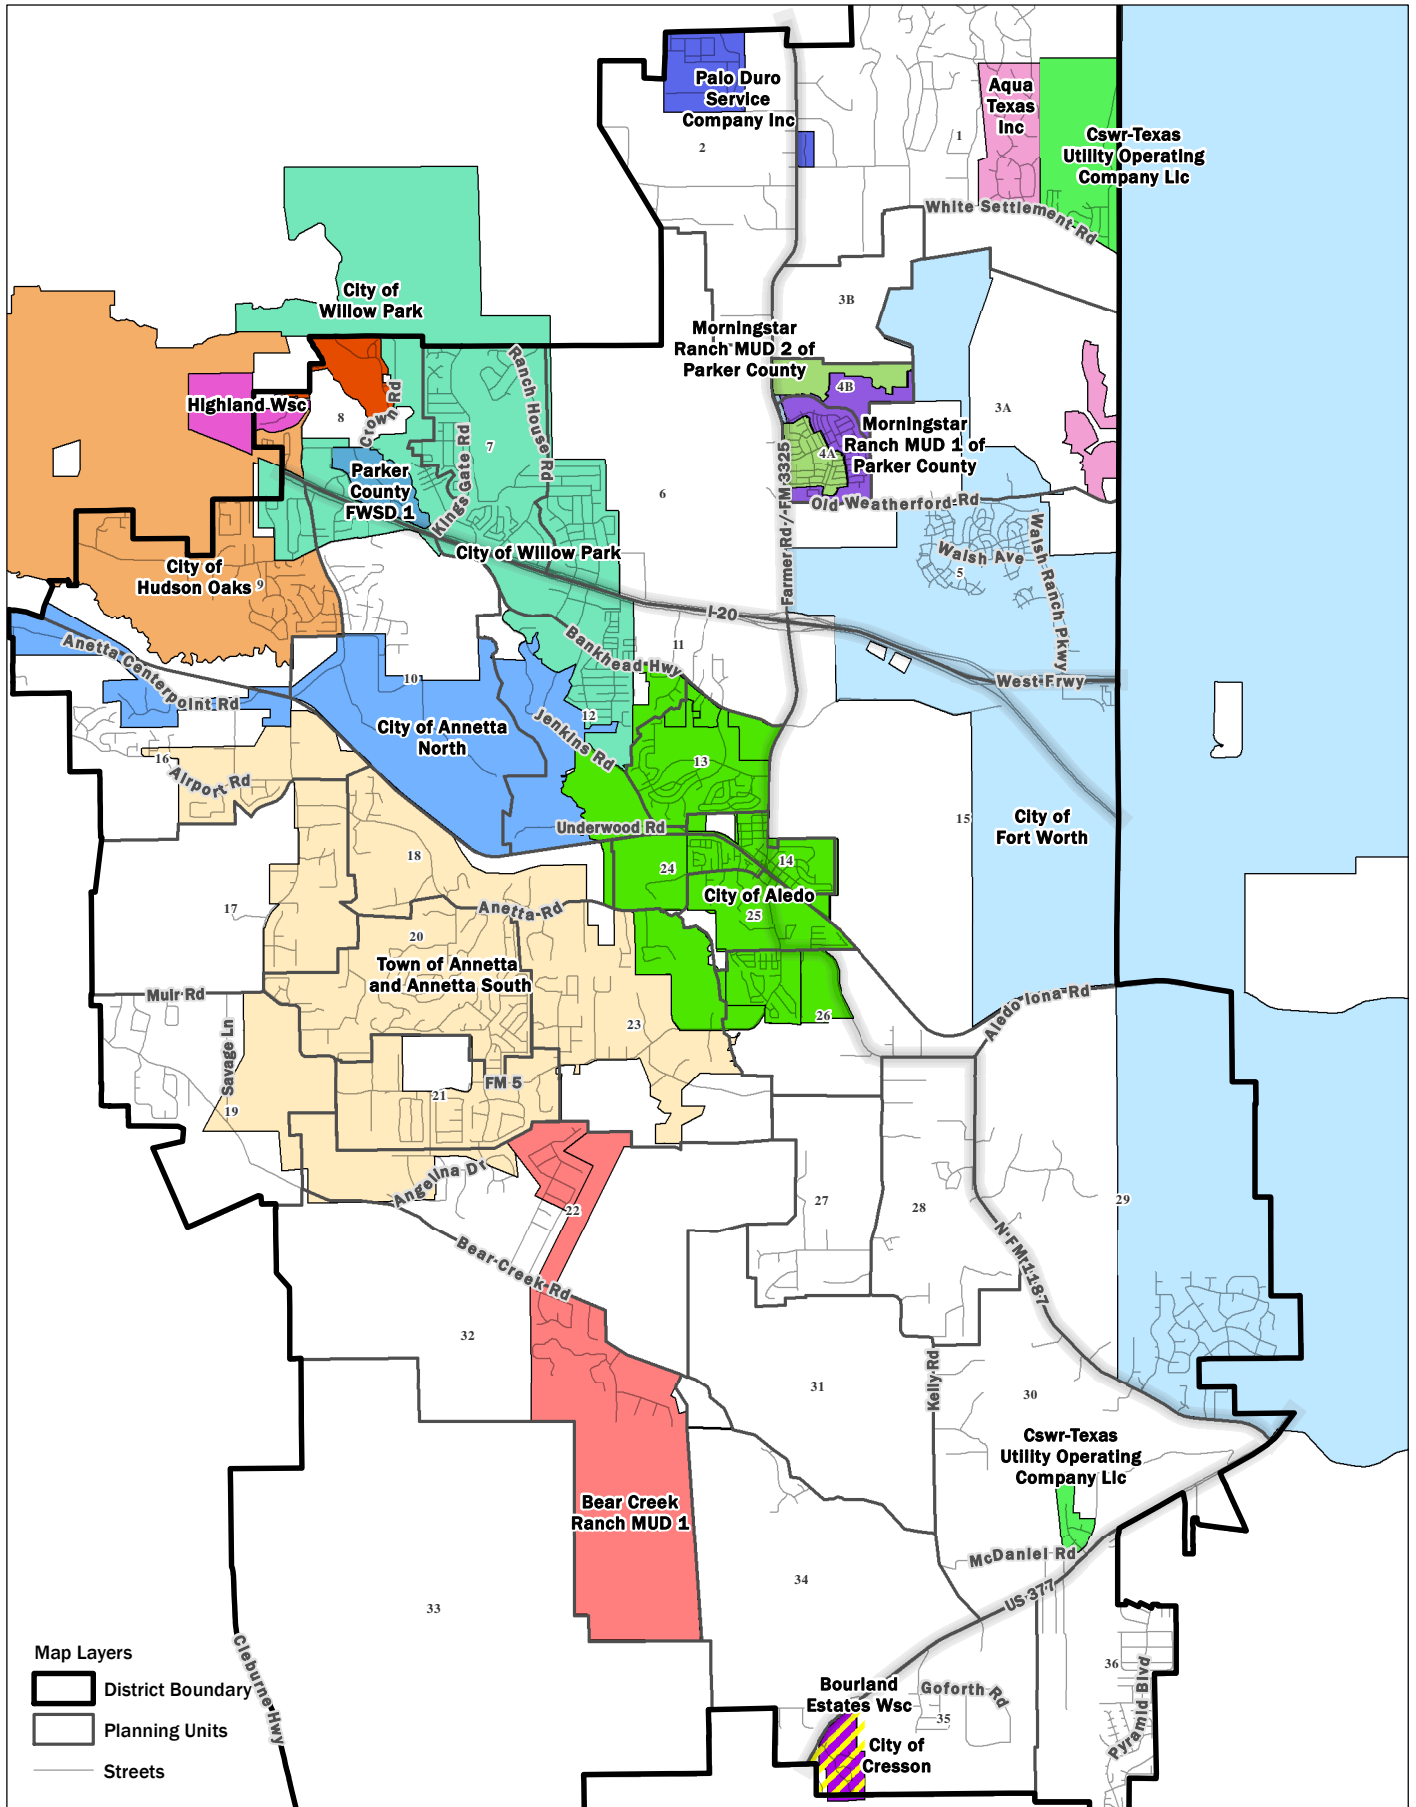 Palo Duro
Service
Company Inc
2
1
Aqua
Texas
Inc
Cswr-Texas
Utility Operating
Company Llc
White Settlement Rd
City of
Willow Park
3B
Morningstar
Ranch MUD 2 of
Parker County
4B
3A
Highland Wsc
8
Crown Rd
Ranch House Rd
7
Kings Gate Rd
Morningstar
Ranch MUD 1 of
Parker County
4A
Parker
County
FWSD 1
6
Farmer Rd / FM 3325
Old Weatherford Rd
City of Willow Park
Walsh Ave
5
Walsh Ranch Pkwy
City of
Hudson Oaks
9
I-20
Bankhead Hwy
11
West Frwy
Anetta Centerpoint Rd
10
12
City of Annetta
North
Jenkins Rd
13
16
Airport Rd
15
City of
Fort Worth
Underwood Rd
18
24
14
City of Aledo
25
17
Anetta Rd
20
Town of Annetta
and Annetta South
Muir Rd
Savage Ln
23
26
Aledo Iona Rd
FM 5
21
19
Angelina Dr
22
27
28
29
N FM 1187
Bear Creek Rd
32
31
Kelly Rd
30
Cswr-Texas
Utility Operating
Company Llc
Bear Creek
Ranch MUD 1
McDaniel Rd
34
US 377
33
Cleburne Hwy
36
Pyramid Blvd
Bourland
Estates Wsc
Goforth Rd
35
City of
Cresson
Map Layers
District Boundary
Planning Units
Streets